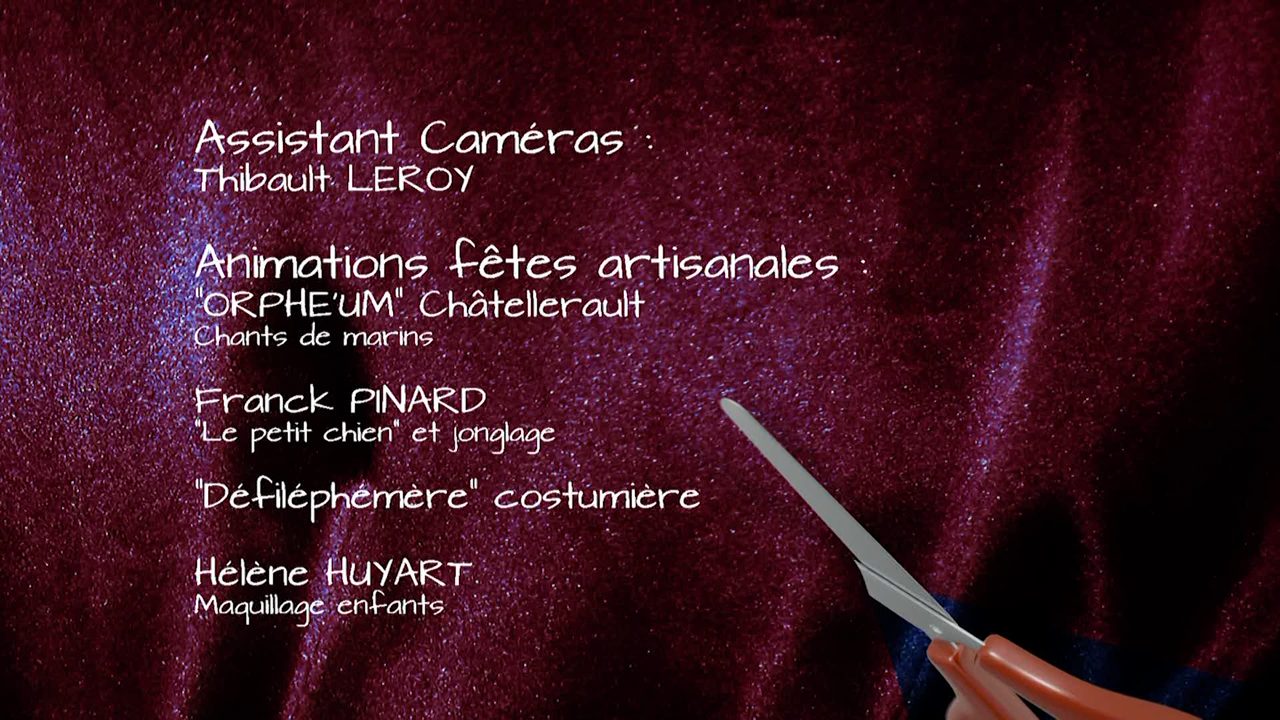 Assistant Caméras :
Thibault LEROY
Animations fêtes artisanales :
"ORPHE'UM" Châtellerault
Chants de marins
Franck PINARD
"Le petit chien" et jonglage
"Défiléphémère" costumière
Hélène HUYART
Maquillage enfants